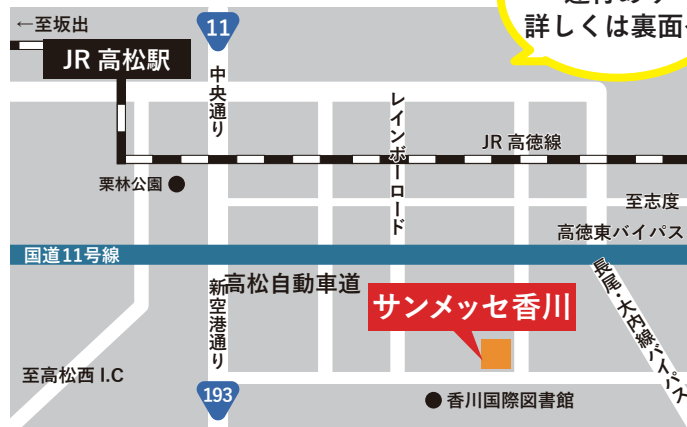 ←至坂出
JR 高松駅
11
詳しくは裏面
中央通り
レインボーロード
JR 高徳線
栗林公園
至志度
高徳東バイパス
国道11号線
高松自動車道
新空港通り
サンメッセ香川
長尾・大内線バイパス
至高松西 I.C
193
香川国際図書館